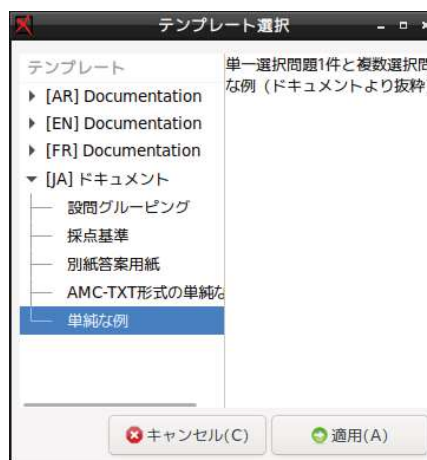 テンプレート選択
テンプレート
[AR] Documentation
[EN] Documentation
[FR] Documentation
[JA] ドキュメント
設問グルーピング
採点基準
別紙答案用紙
AMC-TXT形式の単純な
単純な例
単一選択問題1件と複数選択問
な例（ドキュメントより抜粋
キャンセル(C)
適用(A)